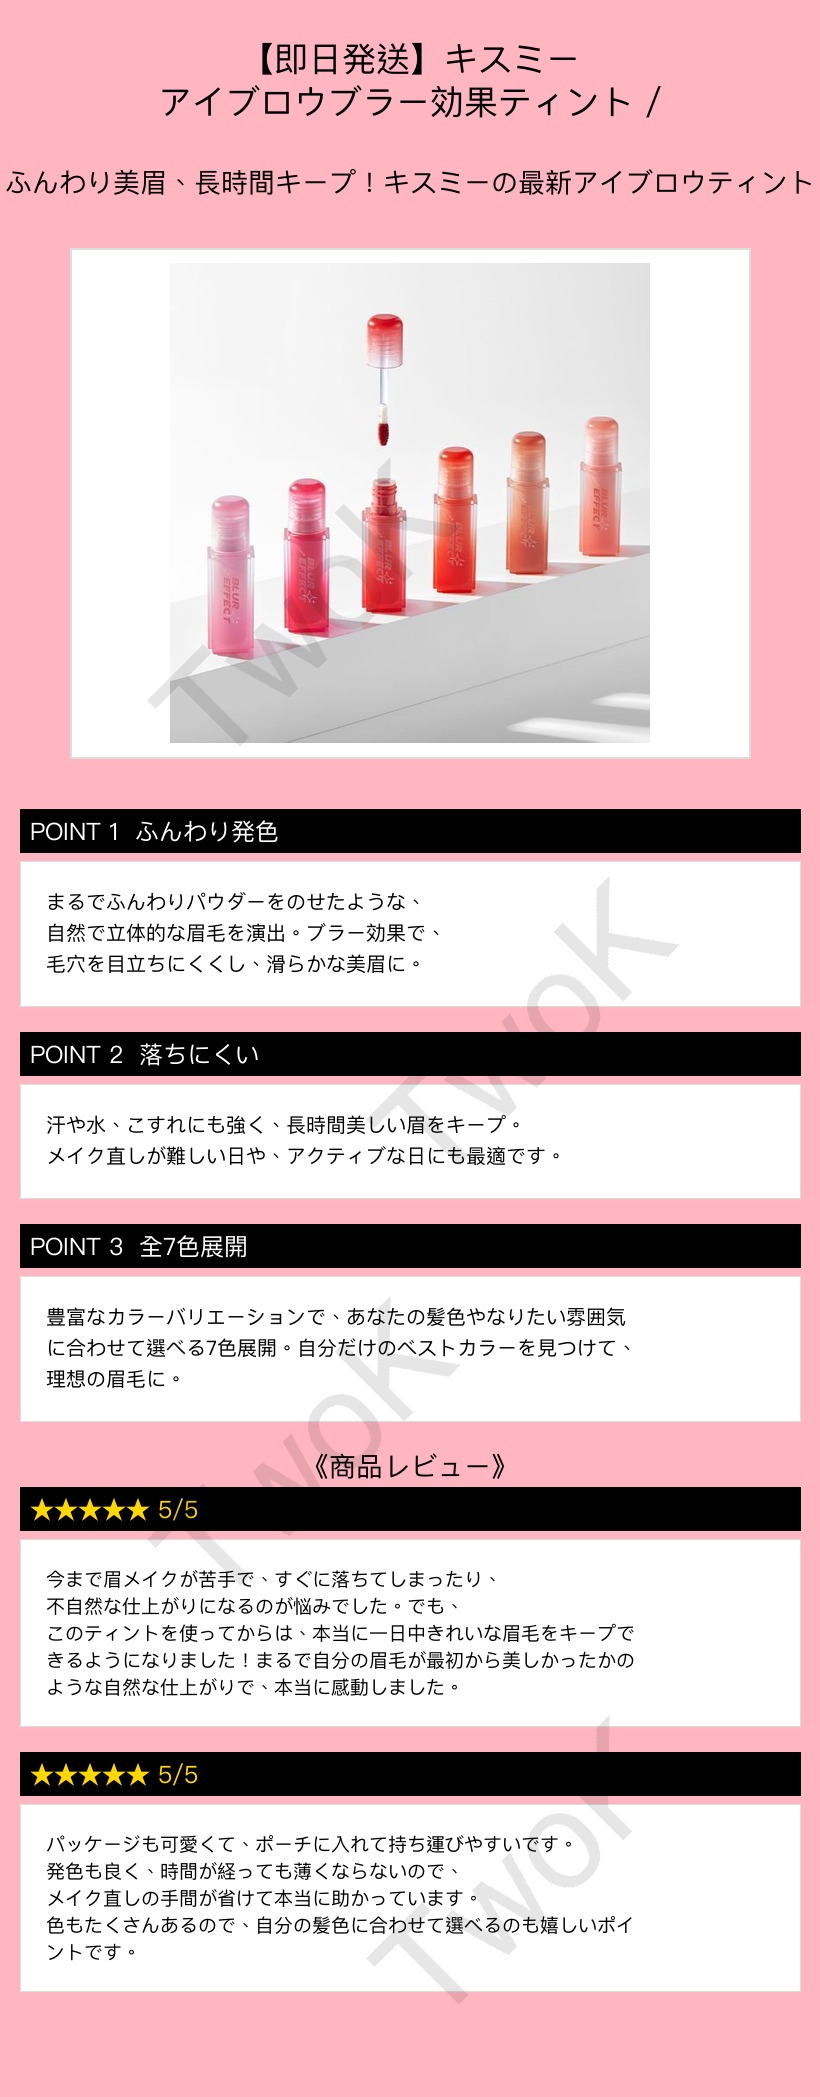 【即日発送】キスミー
アイブロウブラー効果ティント /
ふんわり美眉、長時間キープ！キスミーの最新アイブロウティント
BLUR
EFFECT
BLUR
EFFECT
BLUR
EFFECT
BLUR
EFFECT
BLUR
EFFECT
BLUR
EFFECT
TwoK
POINT 1 ふんわり発色
まるでふんわりパウダーをのせたような、
自然で立体的な眉毛を演出。ブラー効果で、
毛穴を目立ちにくくし、滑らかな美眉に。
TwoK
POINT 2 落ちにくい
汗や水、こすれにも強く、長時間美しい眉をキープ。
メイク直しが難しい日や、アクティブな日にも最適です。
POINT 3 全7色展開
豊富なカラーバリエーションで、あなたの髪色やなりたい雰囲気
に合わせて選べる7色展開。自分だけのベストカラーを見つけて、
理想の眉毛に。
TwoK
《商品レビュー》
★★★★★ 5/5
今まで眉メイクが苦手で、すぐに落ちてしまったり、
不自然な仕上がりになるのが悩みでした。でも、
このティントを使ってからは、本当に一日中きれいな眉毛をキープで
きるようになりました！まるで自分の眉毛が最初から美しかったかの
ような自然な仕上がりで、本当に感動しました。
★★★★★ 5/5
パッケージも可愛くて、ポーチに入れて持ち運びやすいです。
発色も良く、時間が経っても薄くならないので、
メイク直しの手間が省けて本当に助かっています。
色もたくさんあるので、自分の髪色に合わせて選べるのも嬉しいポイ
ントです。
TwoK